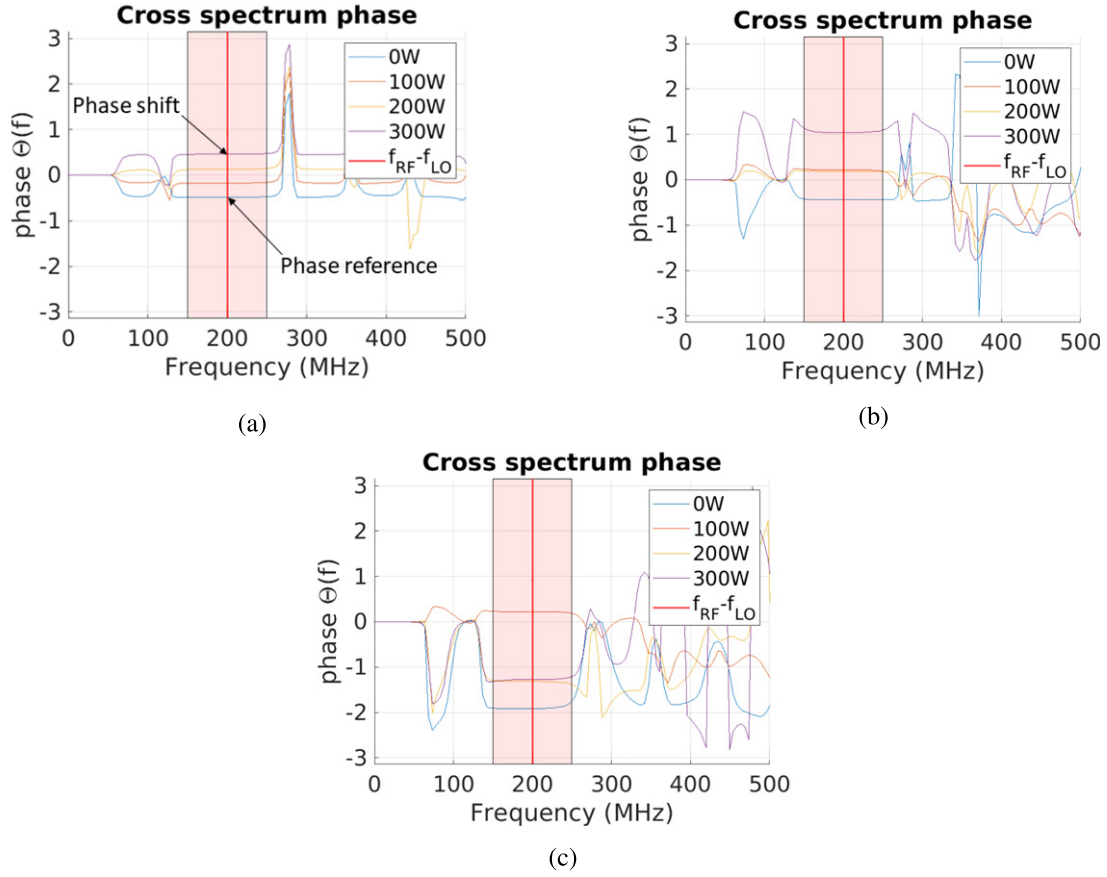 Cross spectrum phase
phase Θ(f)
3
2
1
0
-1
-2
-3
Phase shift
Phase reference
0W
100W
200W
300W
fRF-fLO
0 100 200 300 400 500
Frequency (MHz)
(a)
Cross spectrum phase
phase Θ(f)
3
2
1
0
-1
-2
-3
0W
100W
200W
300W
fRF-fLO
0 100 200 300 400 500
Frequency (MHz)
(b)
Cross spectrum phase
phase Θ(f)
3
2
1
0
-1
-2
-3
0W
100W
200W
300W
fRF-fLO
0 100 200 300 400 500
Frequency (MHz)
(c)